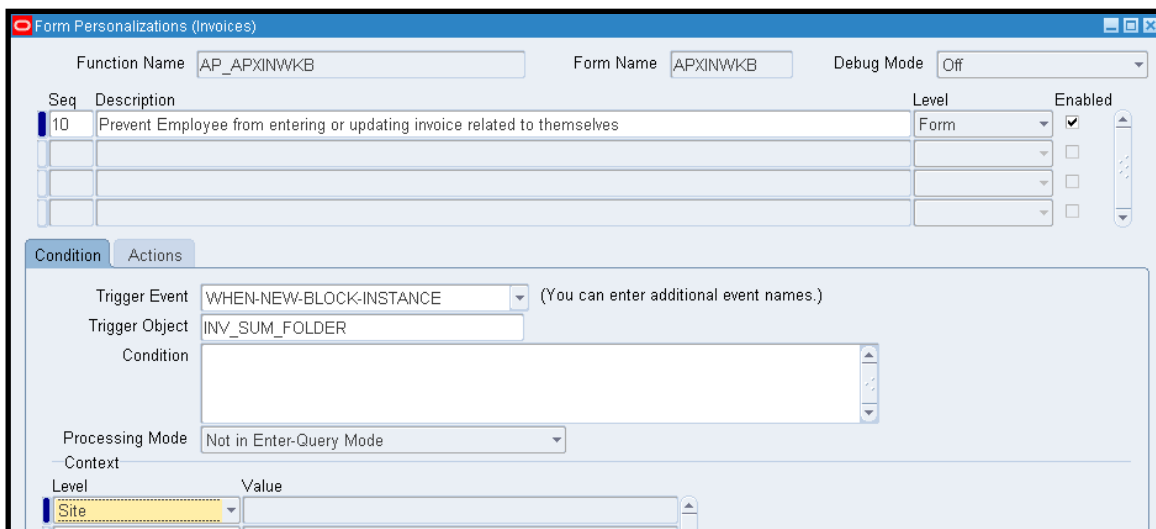 Form Personalizations (Invoices)
Function Name AP_APXINWKB Form Name APXINWKB Debug Mode Off
Seq Description Level Enabled
10 Prevent Employee from entering or updating invoice related to themselves Form
Condition Actions
Trigger Event WHEN-NEW-BLOCK-INSTANCE (You can enter additional event names.)
Trigger Object INV_SUM_FOLDER
Condition
Processing Mode Not in Enter-Query Mode
Context
Level Value
Site